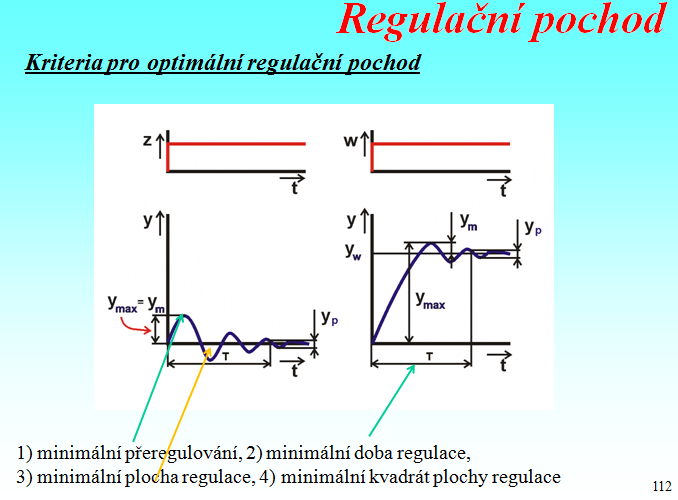 Regulační pochod
Kriteria pro optimální regulační pochod
z
t
w
t
y
ymax= ym
yp
T
t
y
yw
ym
yp
ymax
T
t
1) minimální přeregulování, 2) minimální doba regulace,
3) minimální plocha regulace, 4) minimální kvadrát plochy regulace
112